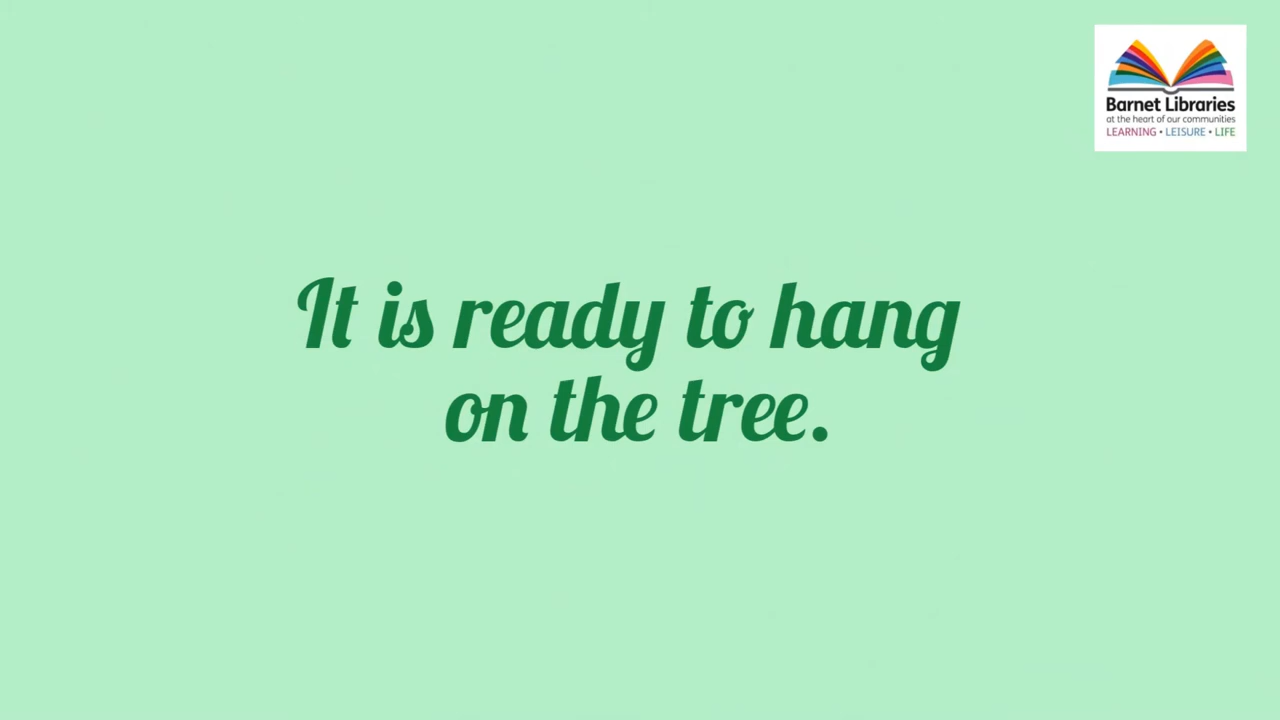 Barnet Libraries
at the heart of our communities
LEARNING • LEISURE • LIFE
It is ready to hang
on the tree.